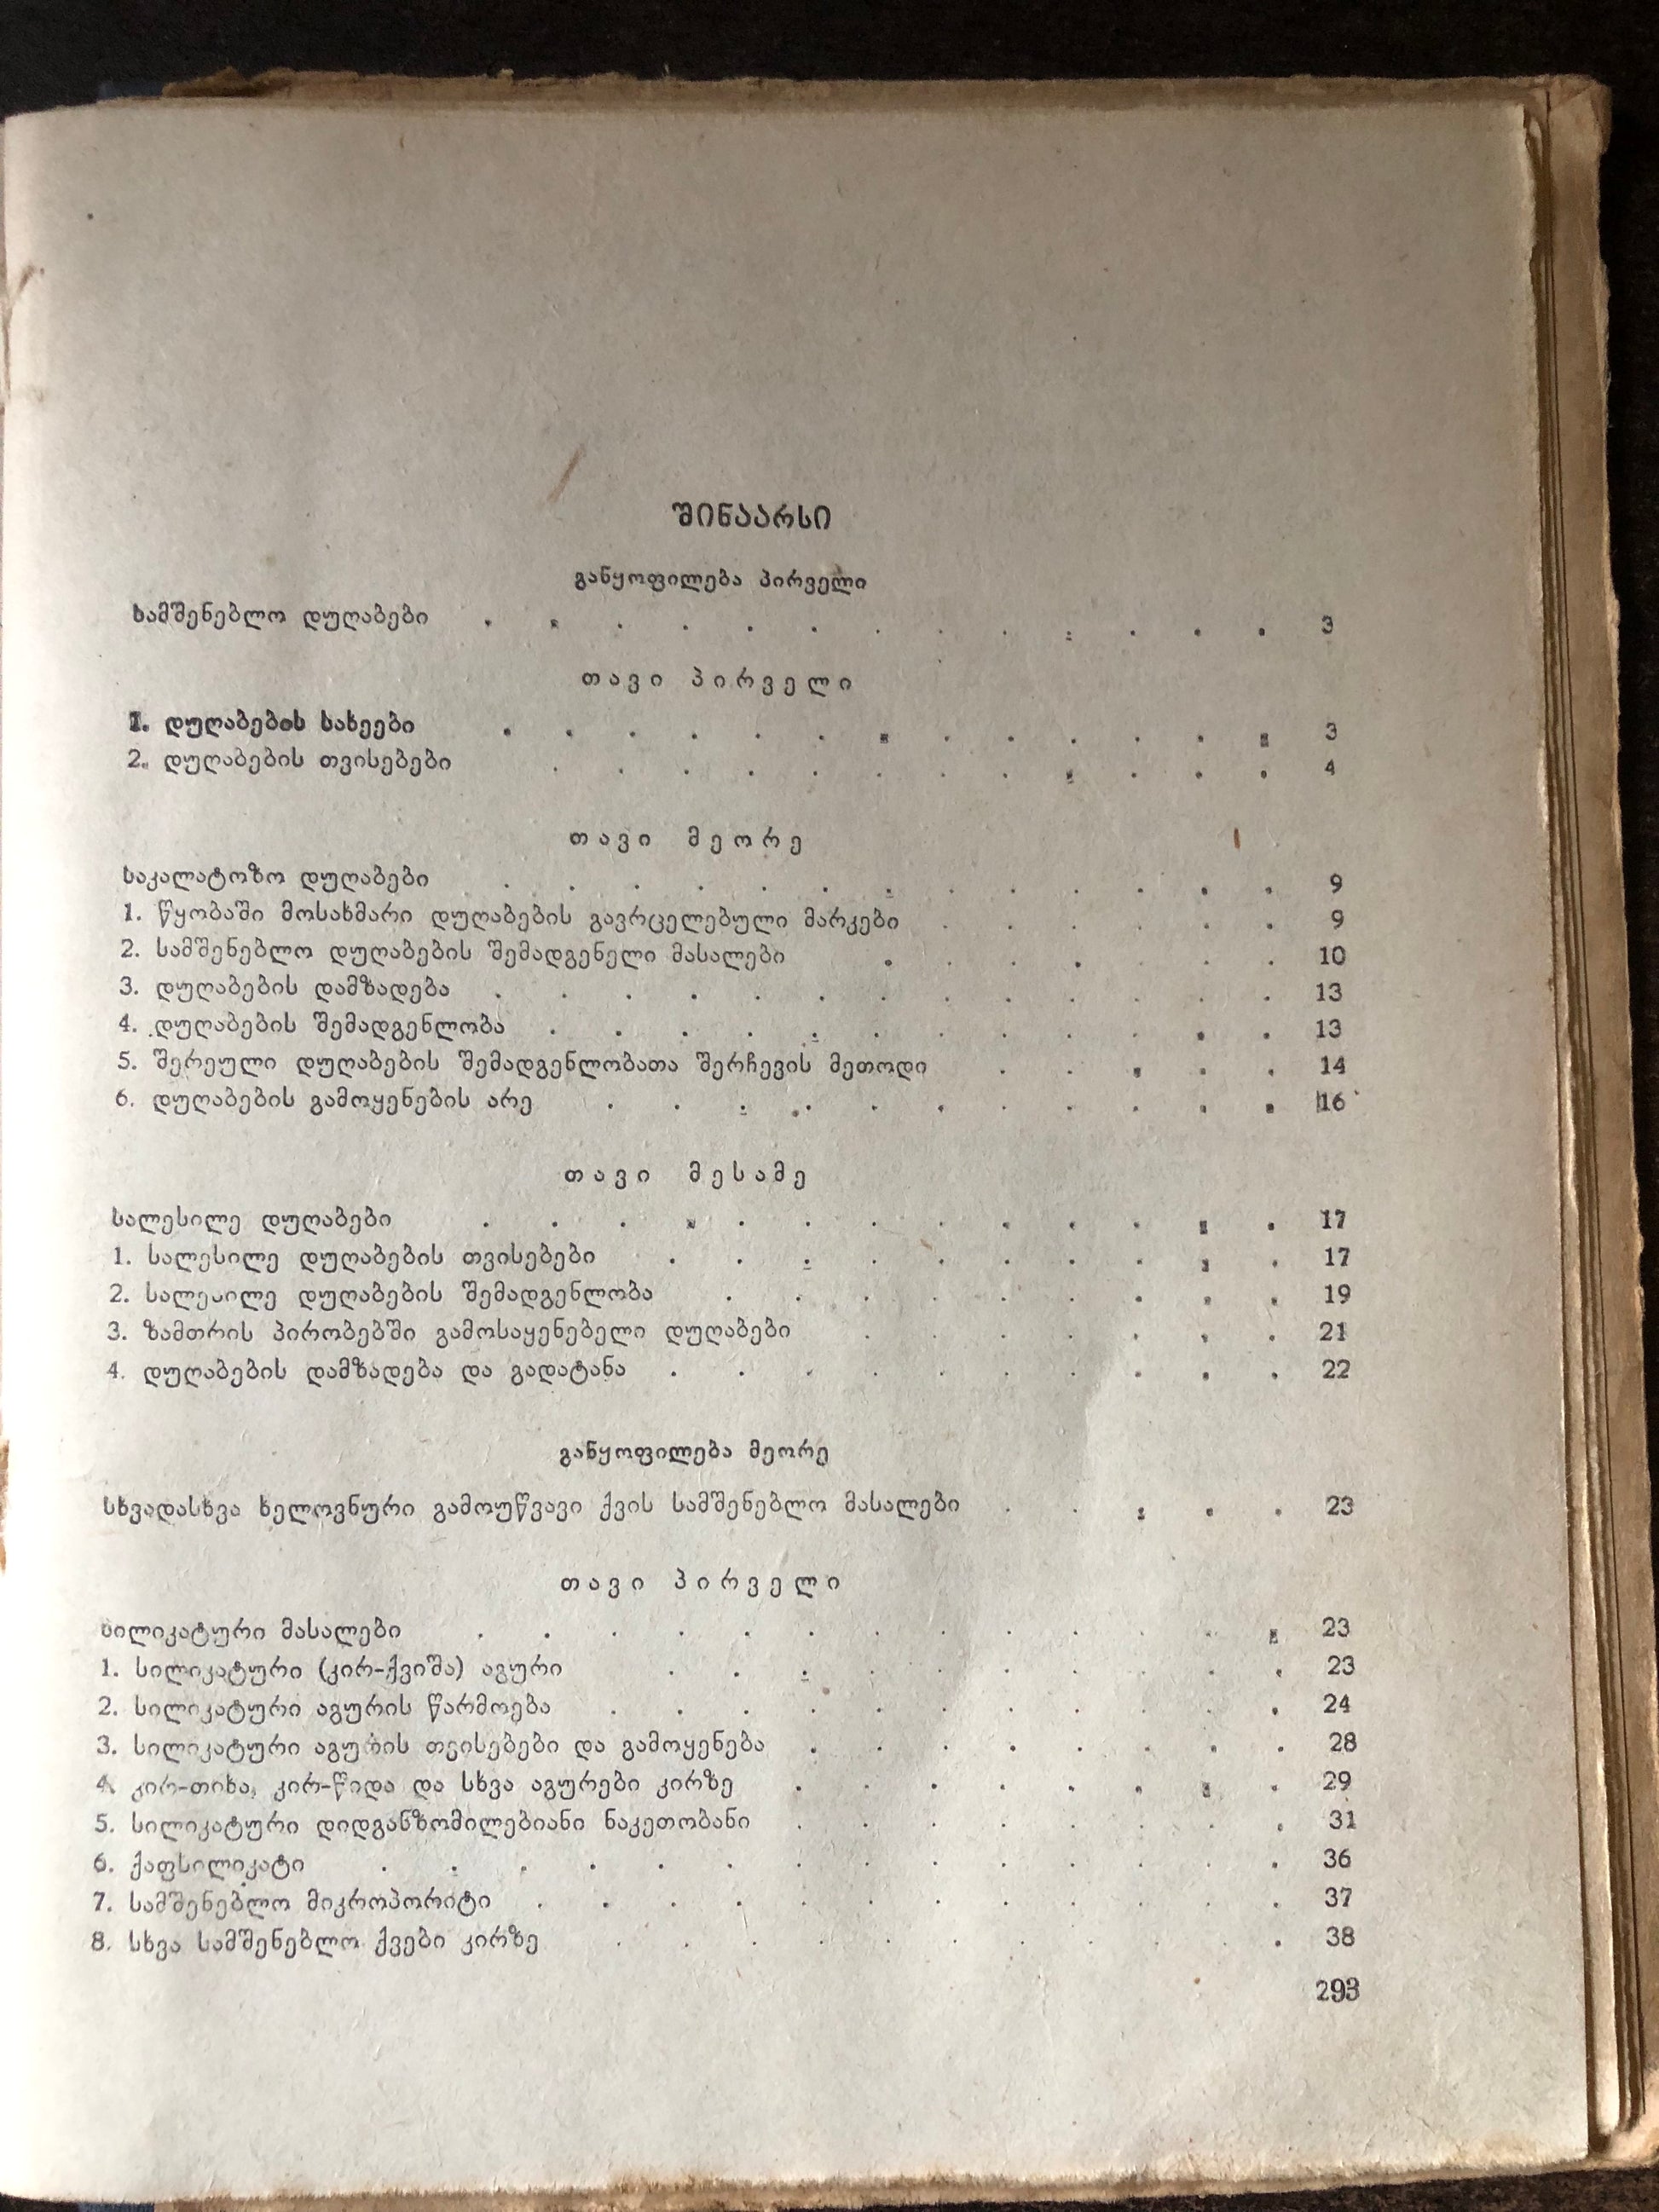 შინაარსი
განყოფილება პირველი
სამშენებლო დუღაბები . . . . . . . . . . . . . 3
თავი პირველი
1. დუღაბების სახეები . . . . . . . . . . . . . 3
2. დუღაბების თვისებები . . . . . . . . . . . . 4
თავი მეორე
საკალატოზო დუღაბები . . . . . . . . . . . . . 9
1. წყობაში მოსახმარი დუღაბების გავრცელებული მარკები . . . . . . 9
2. სამშენებლო დუღაბების შემადგენელი მასალები . . . . . . . 10
3. დუღაბების დამზადება . . . . . . . . . . . . . 13
4. დუღაბების შემადგენლობა . . . . . . . . . . . . 13
5. შერეული დუღაბების შემადგენლობათა შერჩევის მეთოდი . . . . . 14
6. დუღაბების გამოყენების არე . . . . . . . . . . . 16
თავი მესამე
სალესილე დუღაბები . . . . . . . . . . . . . 17
1. სალესილე დუღაბების თვისებები . . . . . . . . . . 17
2. სალესილე დუღაბების შემადგენლობა . . . . . . . . . 19
3. ზამთრის პირობებში გამოსაყენებელი დუღაბები . . . . . . . 21
4. დუღაბების დამზადება და გადატანა . . . . . . . . . . 22
განყოფილება მეორე
სხვადასხვა ხელოვნური გამოუწვავი ქვის სამშენებლო მასალები . . . . . 23
თავი პირველი
სილიკატური მასალები . . . . . . . . . . . . . 23
1. სილიკატური (კირ-ქვიშა) აგური . . . . . . . . . . 23
2. სილიკატური აგურის წარმოება . . . . . . . . . . . 24
3. სილიკატური აგურის თვისებები და გამოყენება . . . . . . . . 28
4. კირ-თიხა, კირ-წიდა და სხვა აგურები კირზე . . . . . . . . 29
5. სილიკატური დიდგანზომილებიანი ნაკეთობანი . . . . . . . . 31
6. ქაფსილიკატი . . . . . . . . . . . . . . 36
7. სამშენებლო მიკროპორიტი . . . . . . . . . . . . 37
8. სხვა სამშენებლო ქვები კირზე . . . . . . . . . . . 38
293